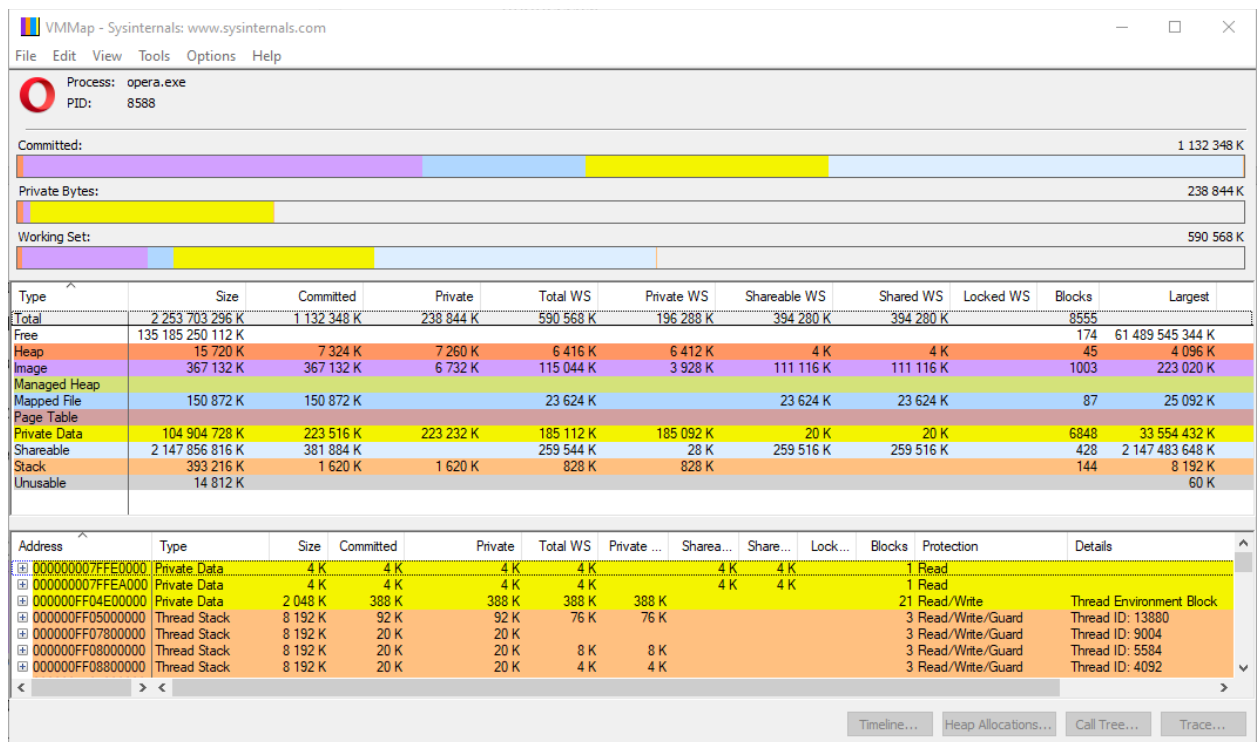 VMMap - Sysinternals: www.sysinternals.com
File Edit View Tools Options Help
Process: opera.exe
PID: 8588
Committed: 1 132 348 K
Private Bytes: 238 844 K
Working Set: 590 568 K
Type Size Committed Private Total WS Private WS Shareable WS Shared WS Locked WS Blocks Largest
Total 2 253 703 296 K 1 132 348 K 238 844 K 590 568 K 196 288 K 394 280 K 394 280 K 8555
Free 135 185 250 112 K 174 61 489 545 344 K
Heap 15 720 K 7 324 K 7 260 K 6 416 K 6 412 K 4 K 4 K 45 4 096 K
Image 367 132 K 367 132 K 6 732 K 115 044 K 3 928 K 111 116 K 111 116 K 1003 223 020 K
Managed Heap
Mapped File 150 872 K 150 872 K 23 624 K 23 624 K 23 624 K 87 25 092 K
Page Table
Private Data 104 904 728 K 223 516 K 223 232 K 185 112 K 185 092 K 20 K 20 K 6848 33 554 432 K
Shareable 2 147 856 816 K 381 884 K 259 544 K 28 K 259 516 K 259 516 K 428 2 147 483 648 K
Stack 393 216 K 1 620 K 1 620 K 828 K 828 K 144 8 192 K
Unusable 14 812 K 60 K
Address Type Size Committed Private Total WS Private ... Sharea... Share... Lock... Blocks Protection Details
000000007FFE0000 Private Data 4 K 4 K 4 K 4 K 4 K 4 K 1 Read
000000007FFEA000 Private Data 4 K 4 K 4 K 4 K 4 K 4 K 1 Read
000000FF04E00000 Private Data 2 048 K 388 K 388 K 388 K 388 K 21 Read/Write Thread Environment Block
000000FF05000000 Thread Stack 8 192 K 92 K 92 K 76 K 76 K 3 Read/Write/Guard Thread ID: 13880
000000FF07800000 Thread Stack 8 192 K 20 K 20 K 3 Read/Write/Guard Thread ID: 9004
000000FF08000000 Thread Stack 8 192 K 20 K 20 K 8 K 8 K 3 Read/Write/Guard Thread ID: 5584
000000FF08800000 Thread Stack 8 192 K 20 K 20 K 4 K 4 K 3 Read/Write/Guard Thread ID: 4092
Timeline... Heap Allocations... Call Tree... Trace...